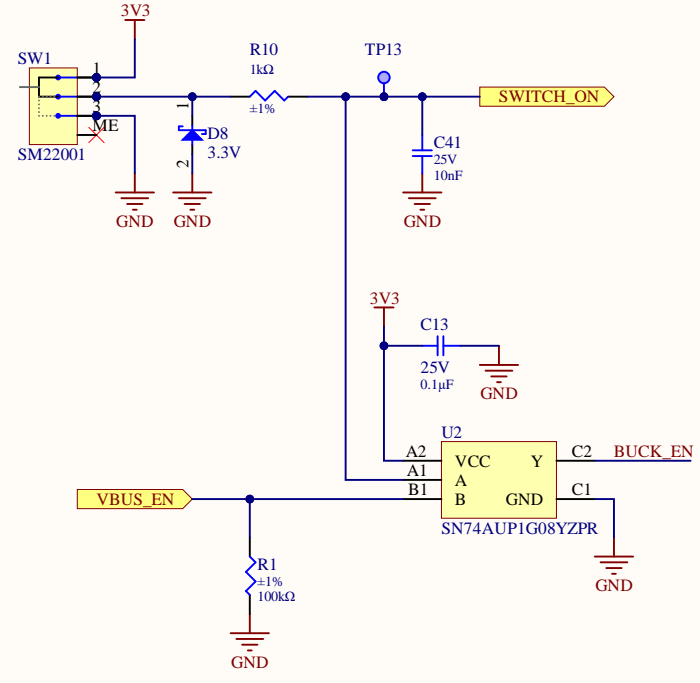 3V3
SW1
1
2
3
ME
SM22001
GND
1
D8
3.3V
2
GND
R10
1kΩ
±1%
TP13
SWITCH_ON
C41
25V
10nF
GND
3V3
C13
25V
0.1µF
GND
U2
A2
VCC
Y
C2
BUCK_EN
A1
A
B1
B
GND
C1
SN74AUP1G08YZPR
GND
VBUS_EN
R1
±1%
100kΩ
GND